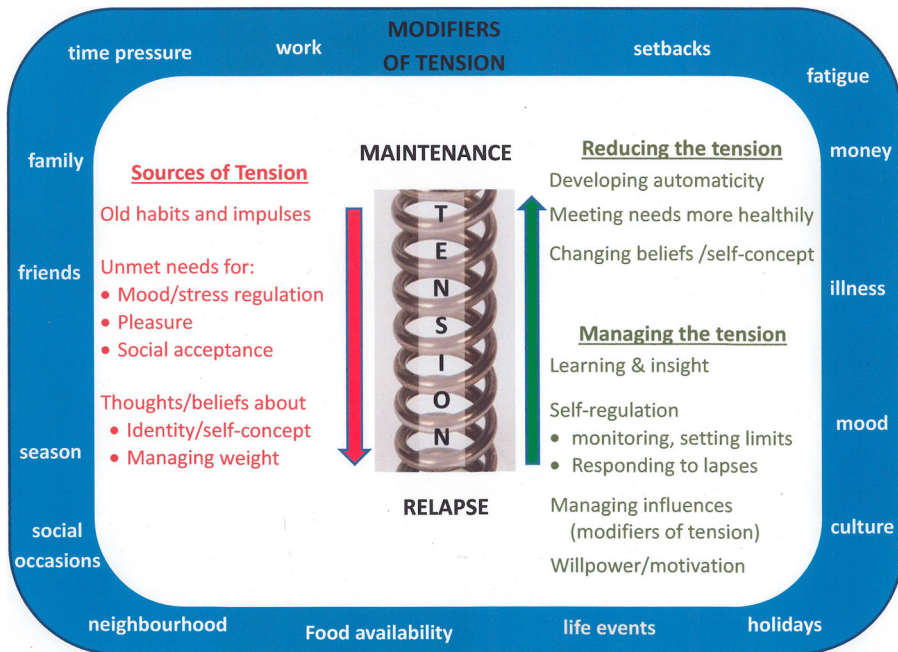 time pressure
work
MODIFIERS
OF TENSION
setbacks
fatigue
family
money
friends
illness
season
mood
social
occasions
culture
neighbourhood
Food availability
life events
holidays
Sources of Tension
Old habits and impulses
Unmet needs for:
• Mood/stress regulation
• Pleasure
• Social acceptance
Thoughts/beliefs about
• Identity/self-concept
• Managing weight
MAINTENANCE
TENSION
RELAPSE
Reducing the tension
Developing automaticity
Meeting needs more healthily
Changing beliefs /self-concept
Managing the tension
Learning & insight
Self-regulation
• monitoring, setting limits
• Responding to lapses
Managing influences
(modifiers of tension)
Willpower/motivation